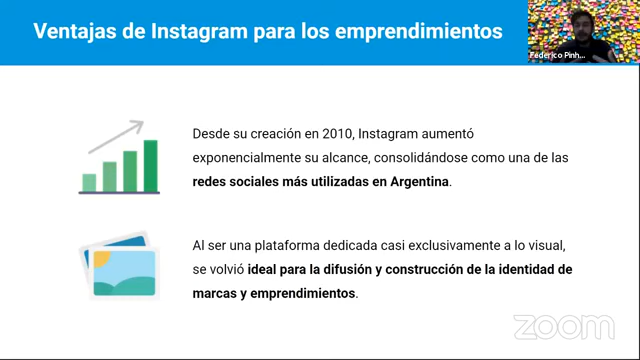 Ventajas de Instagram para los emprendimientos
Federico Pinh...
Desde su creación en 2010, Instagram aumentó
exponencialmente su alcance, consolidándose como una de las
redes sociales más utilizadas en Argentina.
Al ser una plataforma dedicada casi exclusivamente a lo visual,
se volvió ideal para la difusión y construcción de la identidad de
marcas y emprendimientos.
zoom